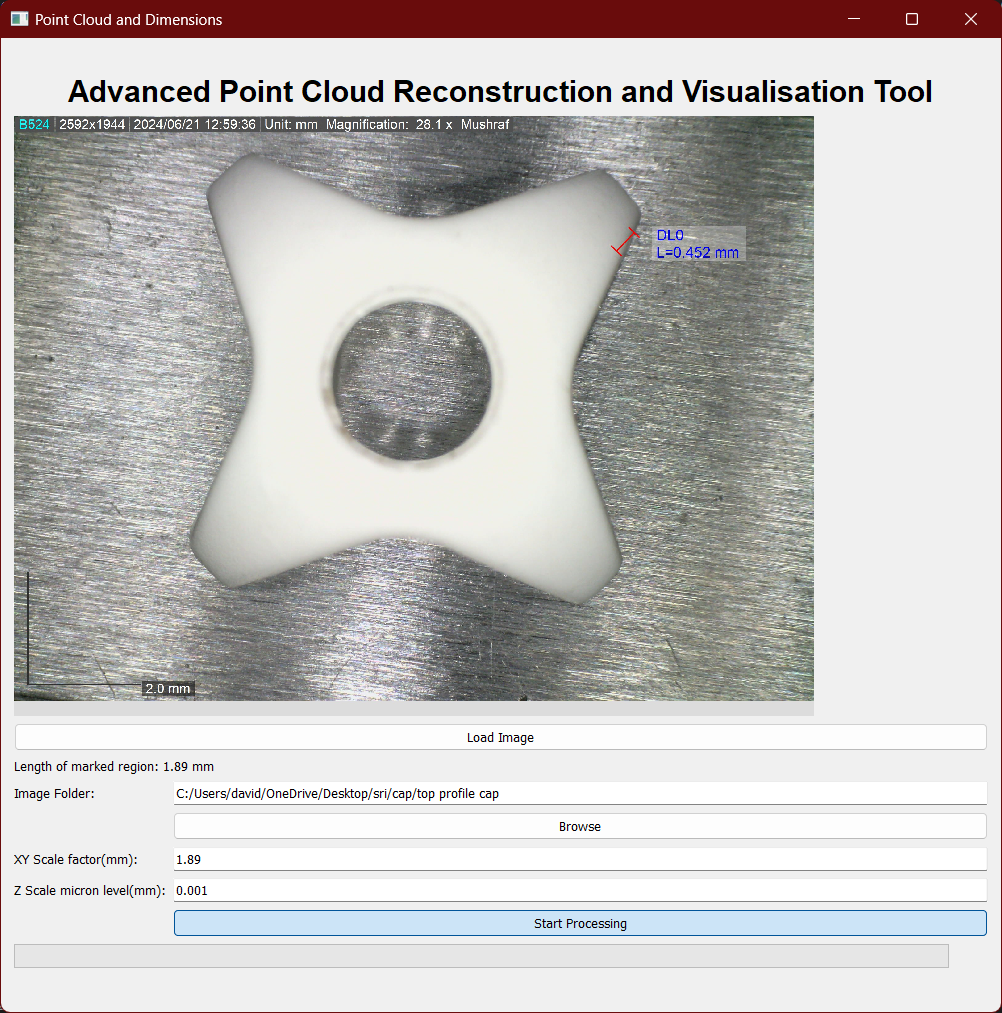 Point Cloud and Dimensions
Advanced Point Cloud Reconstruction and Visualisation Tool
B524 2592x1944 2024/06/21 12:59:36 Unit: mm Magnification: 28.1 x Mushraf
DL0
L=0.452 mm
2.0 mm
Load Image
Length of marked region: 1.89 mm
Image Folder: C:/Users/david/OneDrive/Desktop/sri/cap/top profile cap
Browse
XY Scale factor(mm): 1.89
Z Scale micron level(mm): 0.001
Start Processing